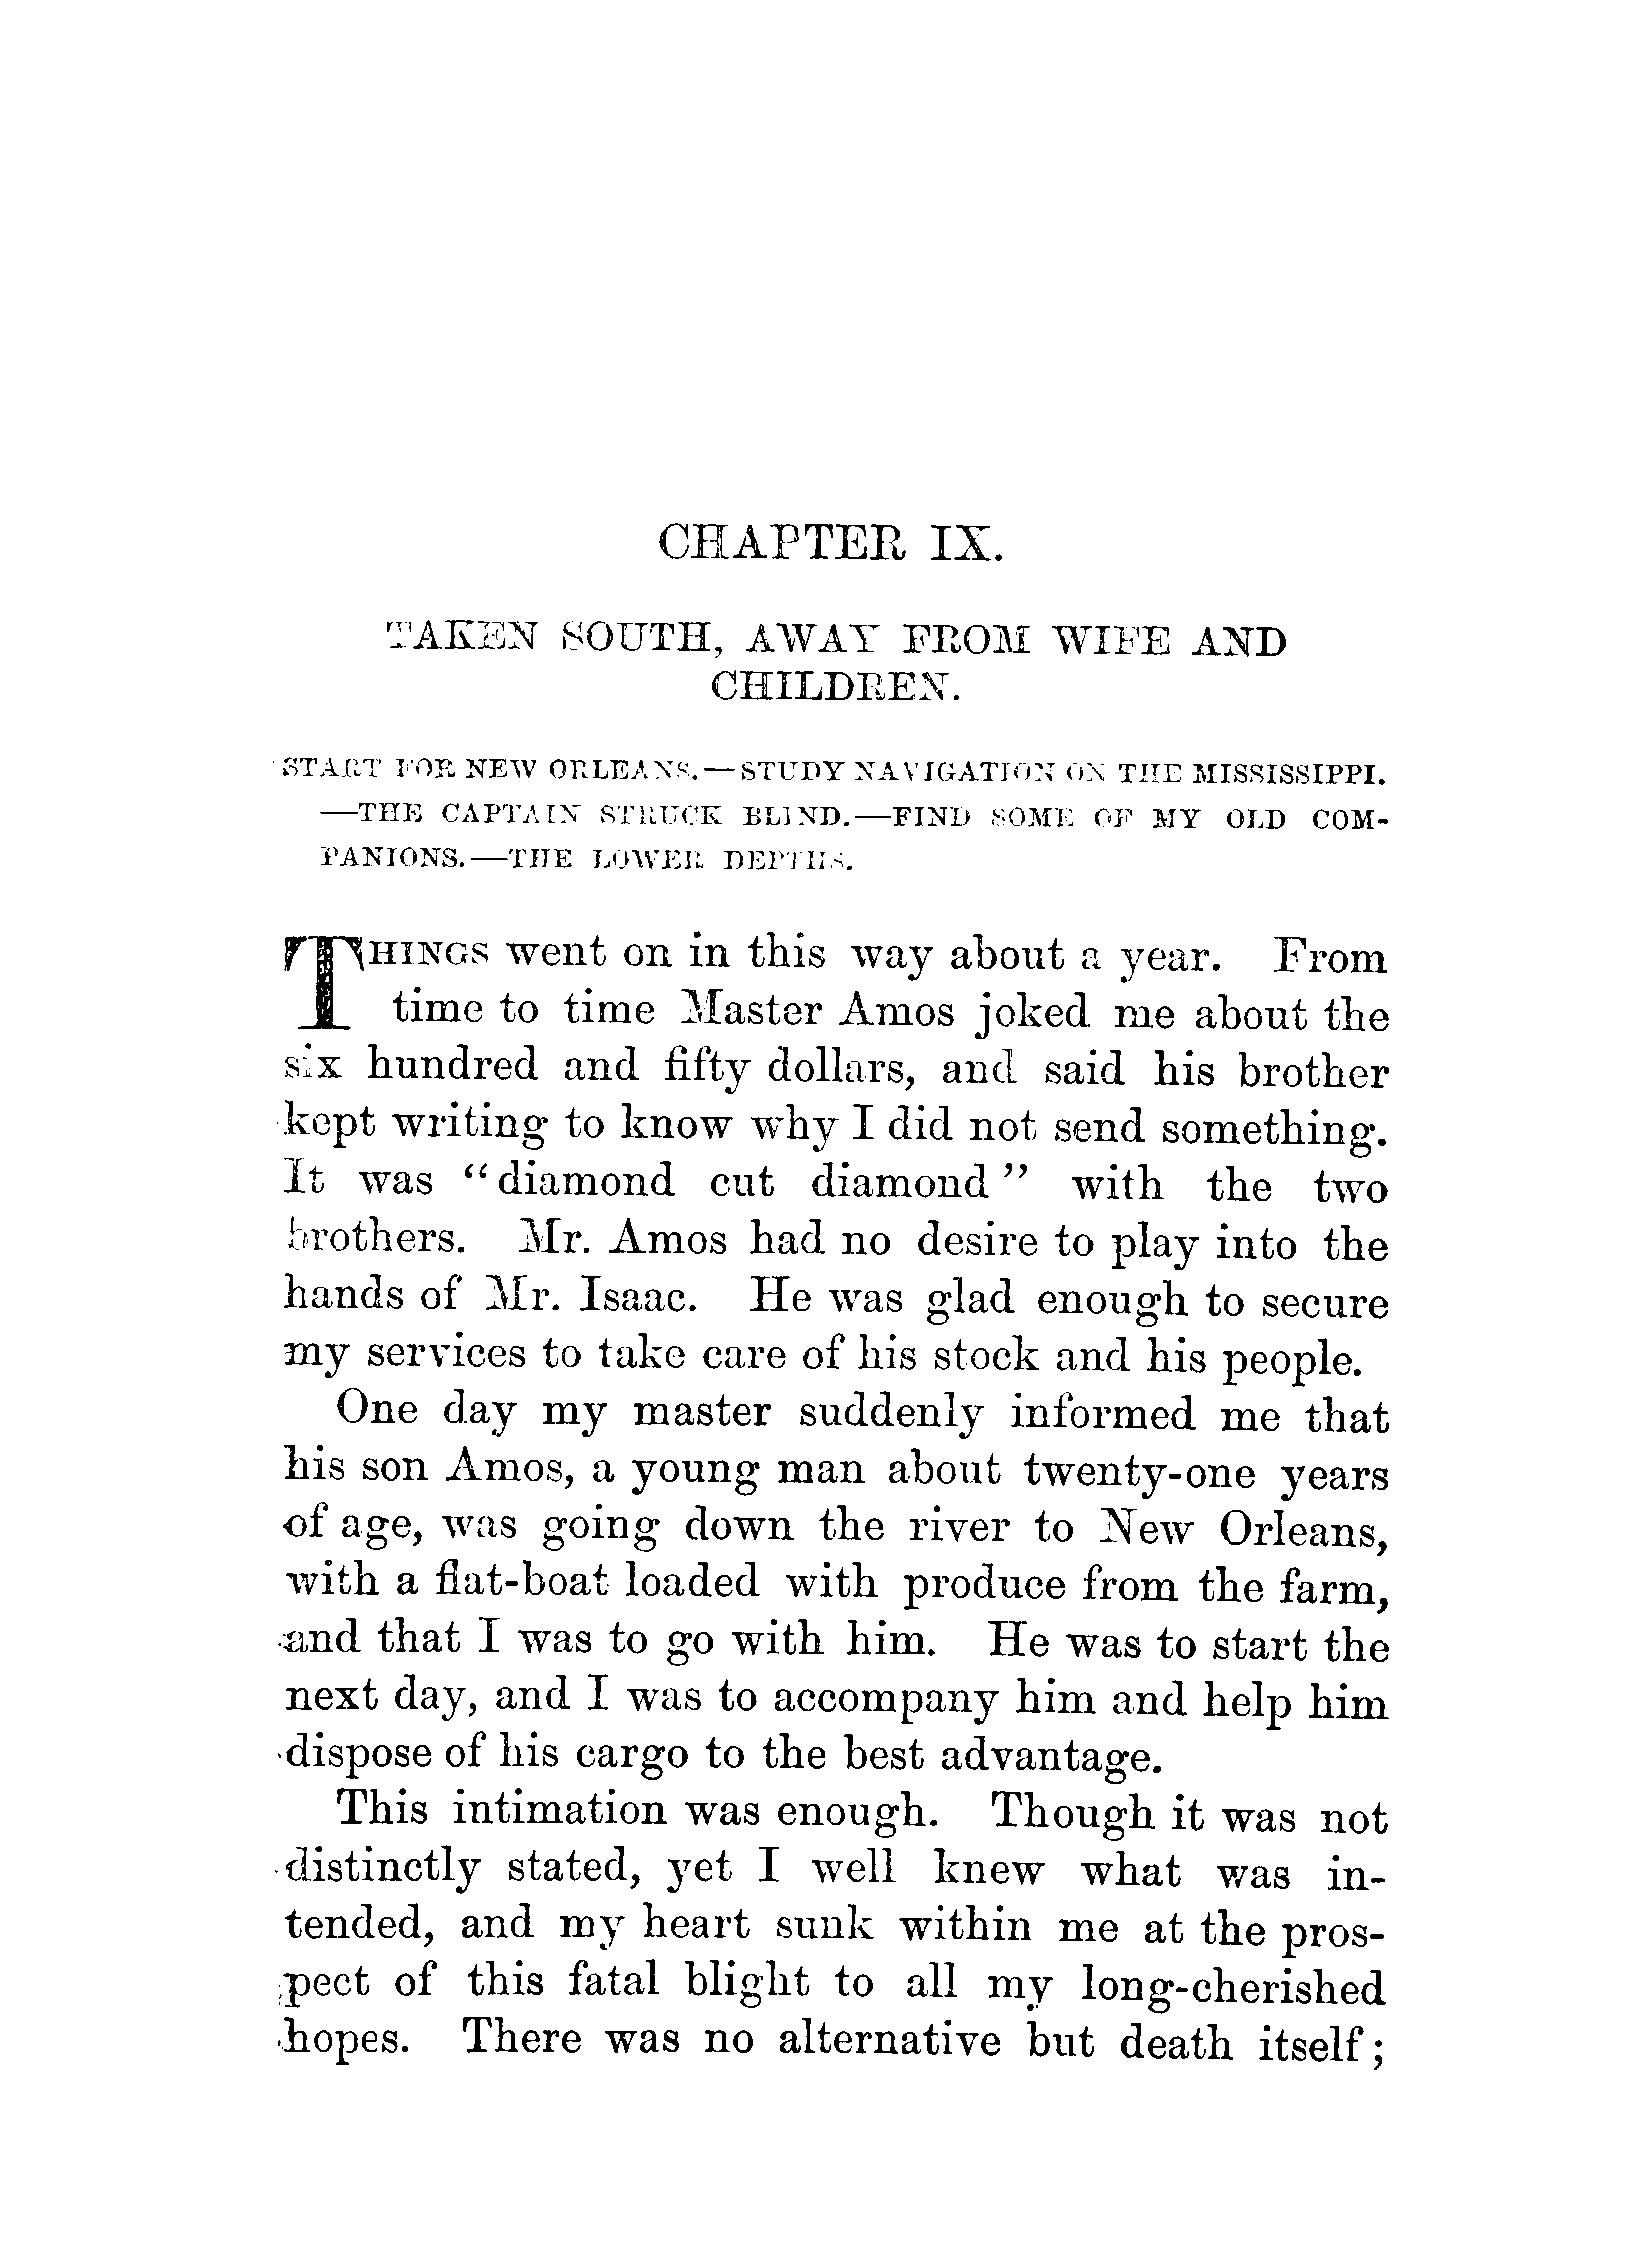 CHAPTER IX.
TAKEN SOUTH, AWAY FROM WIFE AND
CHILDREN.
START FOR NEW ORLEANS.—STUDY NAVIGATION ON THE MISSISSIPPI.
—THE CAPTAIN STRUCK BLIND.—FIND SOME OF MY OLD COM-
PANIONS.—THE LOWER DEPTHS.
THINGS went on in this way about a year. From
time to time Master Amos joked me about the
six hundred and fifty dollars, and said his brother
kept writing to know why I did not send something.
It was “diamond cut diamond” with the two
brothers. Mr. Amos had no desire to play into the
hands of Mr. Isaac. He was glad enough to secure
my services to take care of his stock and his people.
One day my master suddenly informed me that
his son Amos, a young man about twenty-one years
of age, was going down the river to New Orleans,
with a flat-boat loaded with produce from the farm,
and that I was to go with him. He was to start the
next day, and I was to accompany him and help him
dispose of his cargo to the best advantage.
This intimation was enough. Though it was not
distinctly stated, yet I well knew what was in-
tended, and my heart sunk within me at the pros-
pect of this fatal blight to all my long-cherished
hopes. There was no alternative but death itself;